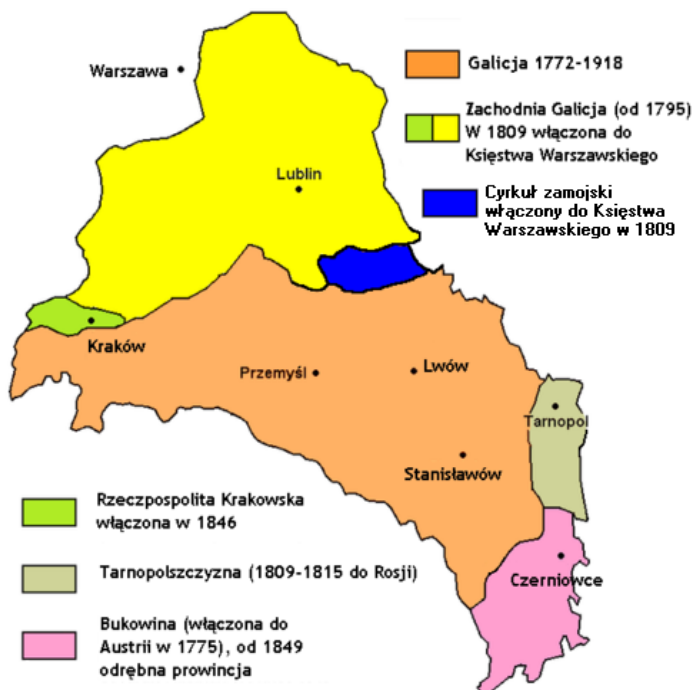 Warszawa
Galicja 1772-1918
Zachodnia Galicja (od 1795)
W 1809 włączona do
Księstwa Warszawskiego
Lublin
Cyrkuł zamojski
włączony do Księstwa
Warszawskiego w 1809
Kraków
Przemyśl
Lwów
Tarnopol
Stanisławów
Rzeczpospolita Krakowska
włączona w 1846
Tarnopolszczyzna (1809-1815 do Rosji)
Czerniowce
Bukowina (włączona do
Austrii w 1775), od 1849
odrębna prowincja